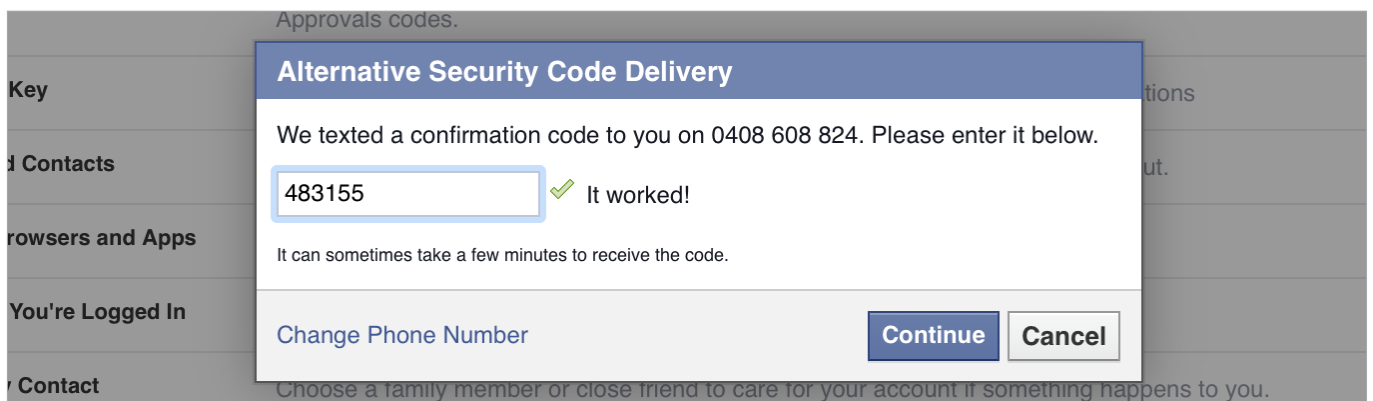 Approvals codes.
Alternative Security Code Delivery
Key
tions
We texted a confirmation code to you on 0408 608 824. Please enter it below.
d Contacts
ut.
483155
It worked!
rowsers and Apps
It can sometimes take a few minutes to receive the code.
You're Logged In
Change Phone Number
Continue
Cancel
y Contact
Choose a family member or close friend to care for your account if something happens to you.